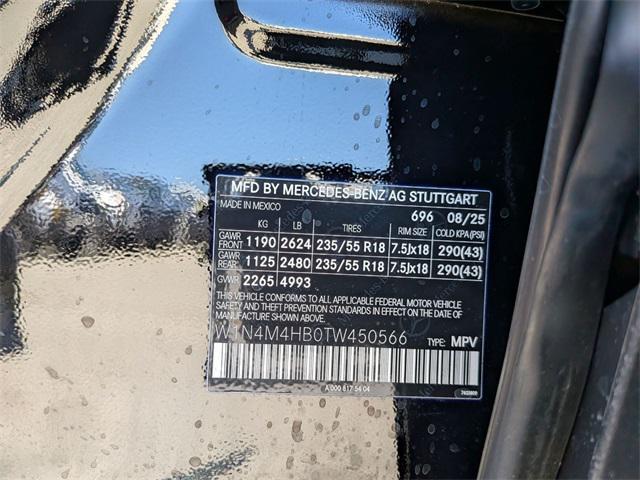 MFD BY MERCEDES-BENZ AG STUTTGART
MADE IN MEXICO 696 08/25
KG LB TIRES RIM SIZE COLD KPA(PSI)
GAWR FRONT 1190 2624 235/55 R18 7.5Jx18 290(43)
GAWR REAR 1125 2480 235/55 R18 7.5Jx18 290(43)
GVWR 2265 4993
THIS VEHICLE CONFORMS TO ALL APPLICABLE FEDERAL MOTOR VEHICLE
SAFETY AND THEFT PREVENTION STANDARDS IN EFFECT ON THE DATE OF
MANUFACTURE SHOWN ABOVE.
W1N4M4HB0TW450566 TYPE: MPV
A 000 817 54 04